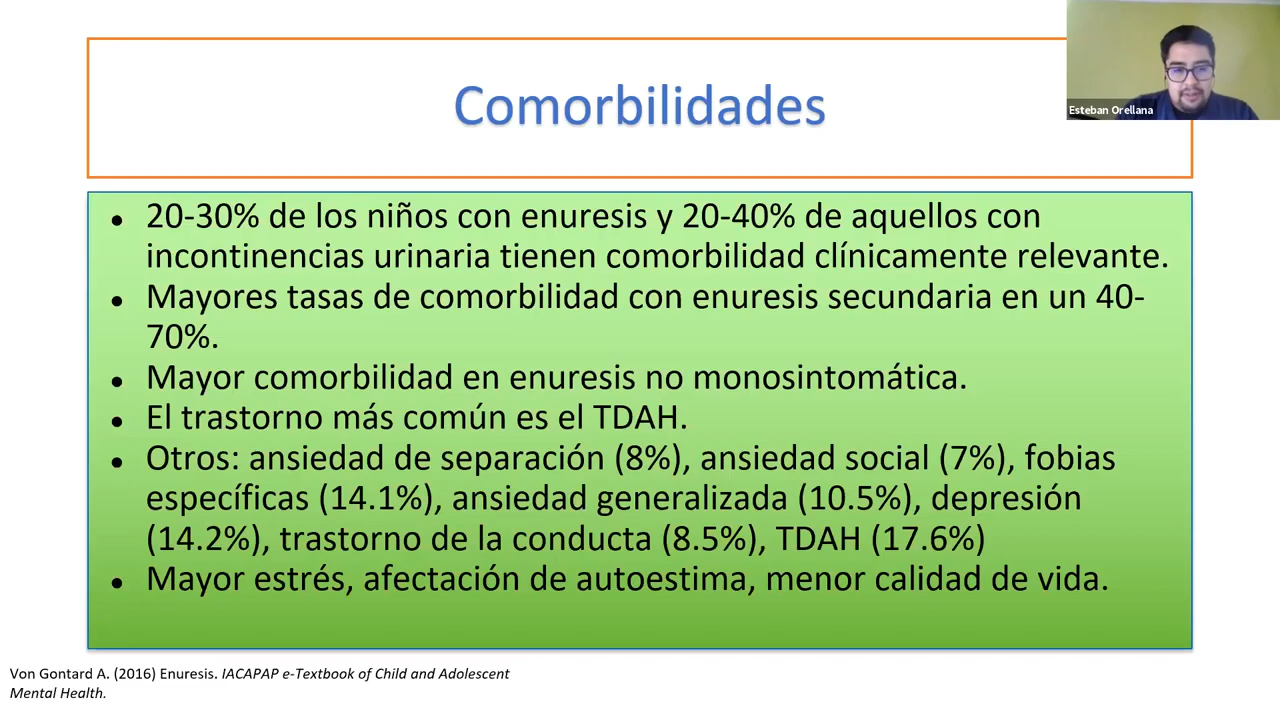 Comorbilidades
Esteban Orellana
● 20-30% de los niños con enuresis y 20-40% de aquellos con
incontinencias urinaria tienen comorbilidad clínicamente relevante.
● Mayores tasas de comorbilidad con enuresis secundaria en un 40-
70%.
● Mayor comorbilidad en enuresis no monosintomática.
● El trastorno más común es el TDAH.
● Otros: ansiedad de separación (8%), ansiedad social (7%), fobias
específicas (14.1%), ansiedad generalizada (10.5%), depresión
(14.2%), trastorno de la conducta (8.5%), TDAH (17.6%)
● Mayor estrés, afectación de autoestima, menor calidad de vida.
Von Gontard A. (2016) Enuresis. IACAPAP e-Textbook of Child and Adolescent
Mental Health.